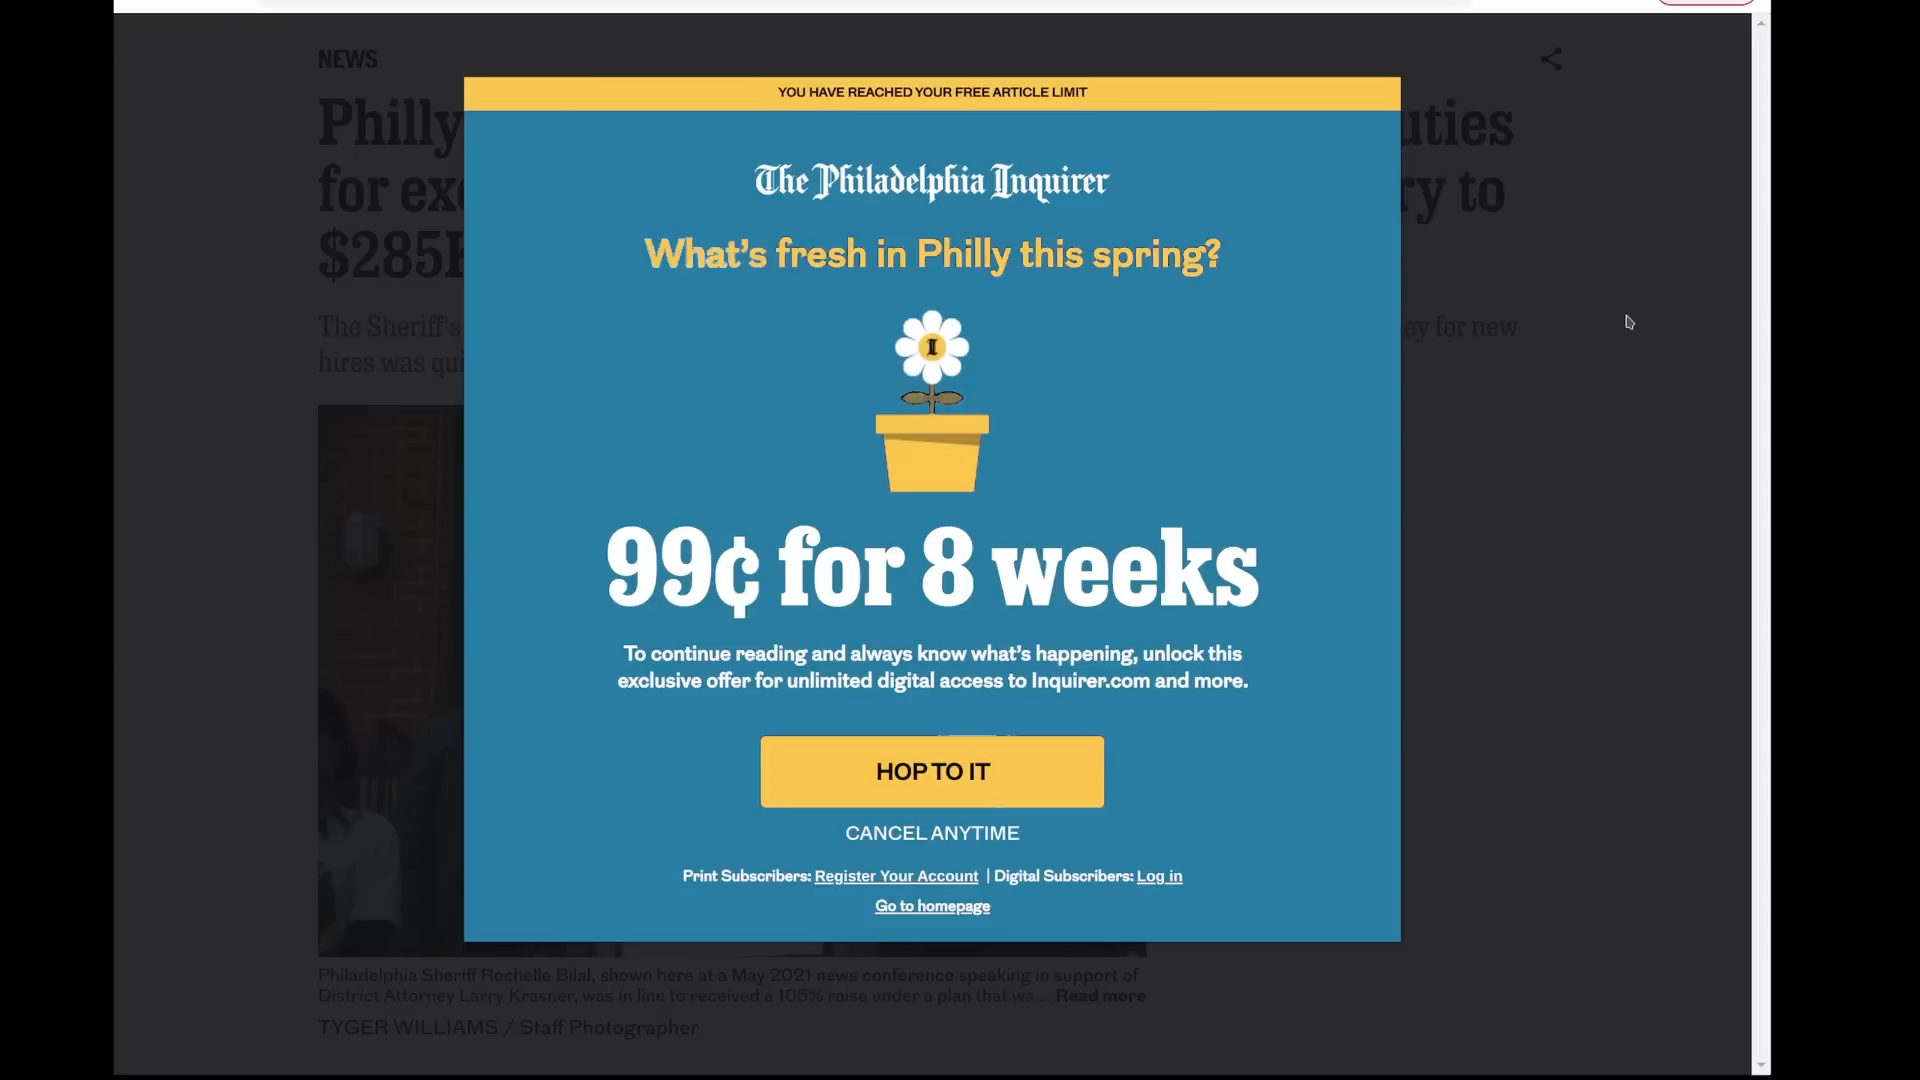 NEWS
YOU HAVE REACHED YOUR FREE ARTICLE LIMIT
Philly
uties
for exc
ry to
$285K
The Philadelphia Inquirer
What's fresh in Philly this spring?
The Sheriff's
ey for new
hires was qui
I
99¢ for 8 weeks
To continue reading and always know what's happening, unlock this
exclusive offer for unlimited digital access to Inquirer.com and more.
HOP TO IT
CANCEL ANYTIME
Print Subscribers: Register Your Account | Digital Subscribers: Log in
Go to homepage
Philadelphia Sheriff Rochelle Bilal, shown here at a May 2021 news conference speaking in support of
District Attorney Larry Krasner, was in line to received a 105% raise under a plan that wa ... Read more
TYGER WILLIAMS / Staff Photographer